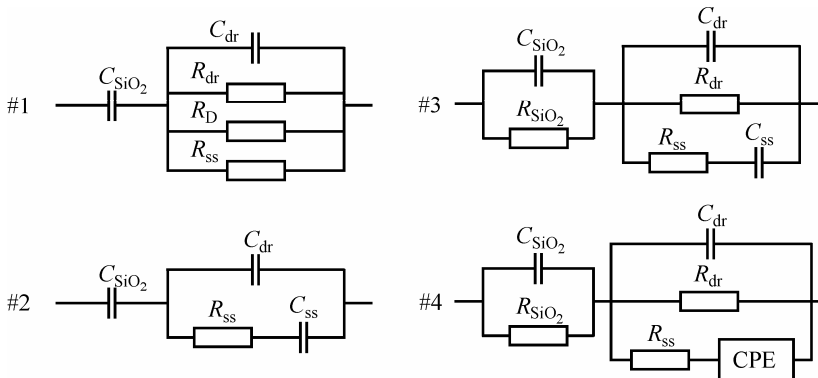 #1
C_SiO₂
C_dr
R_dr
R_D
R_ss
#3
C_SiO₂
R_SiO₂
C_dr
R_dr
R_ss
C_ss
#2
C_SiO₂
C_dr
R_ss
C_ss
#4
C_SiO₂
R_SiO₂
C_dr
R_dr
R_ss
CPE